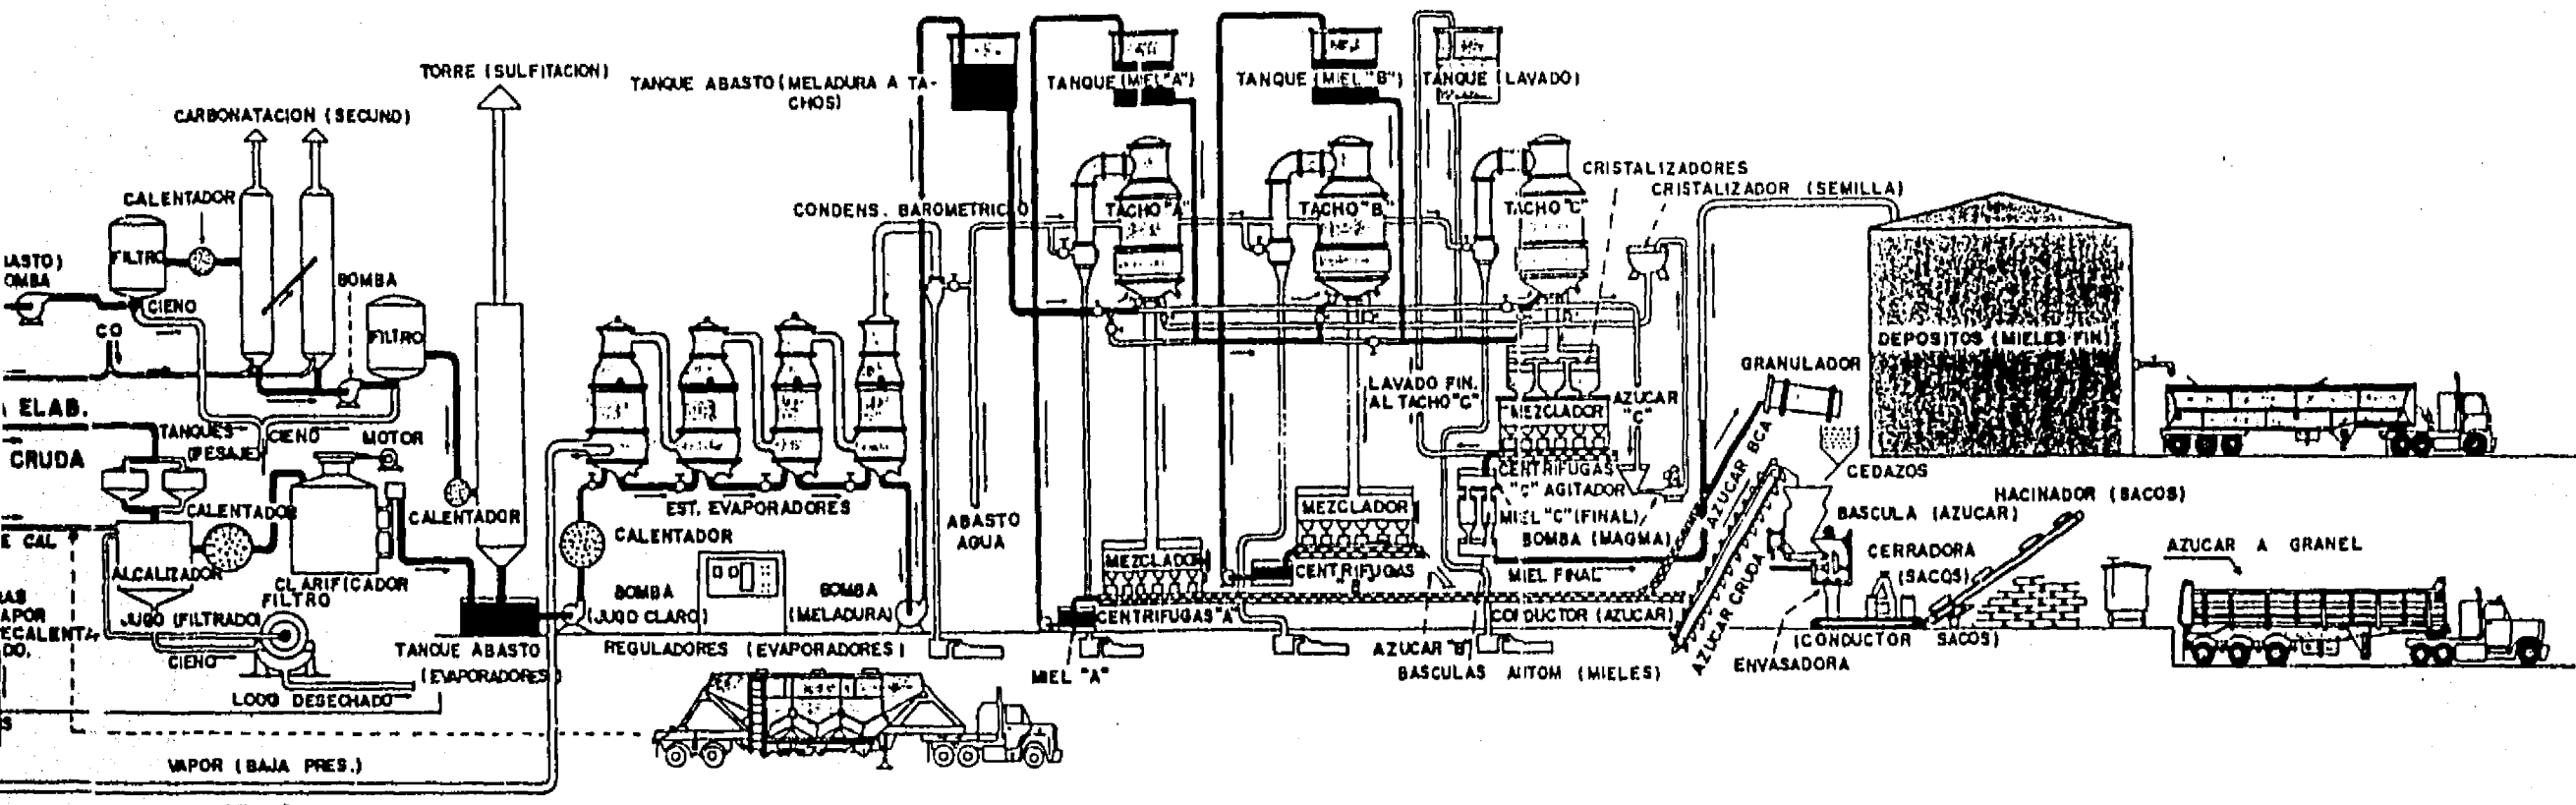 TORRE (SULFITACION)
TANQUE ABASTO (MELADURA A TA-
CHOS)
TANQUE (MIEL "A")
TANQUE (MIEL "B")
TANQUE (LAVADO)
CARBONATACION (SECUND)
CALENTADOR
FILTRO
BOMBA
CIENO
CO
FILTRO
CONDENS. BAROMETRICO
TACHO "A"
TACHO "B"
TACHO "C"
CRISTALIZADORES
CRISTALIZADOR (SEMILLA)
DEPOSITOS (MIELES FIN)
IASTO)
OMBA
ELAB.
CRUDA
TANQUES
(PESAJE)
CIENO
MOTOR
CALENTADOR
CALENTADOR
E CAL
ALCALIZADOR
CLARIFICADOR
FILTRO
JUGO (FILTRADO)
CIENO
LODO DESECHADO
VAPOR (BAJA PRES.)
TANQUE ABASTO
(EVAPORADORES)
EST. EVAPORADORES
CALENTADOR
BOMBA
(JUGO CLARO)
BOMBA
(MELADURA)
REGULADORES (EVAPORADORES)
ABASTO
AGUA
MEZCLADOR
CENTRIFUGAS "A"
MIEL "A"
MEZCLADOR
CENTRIFUGAS
"B"
AZUCAR "B"
LAVADO FIN.
AL TACHO "C"
MEZCLADOR
AZUCAR
"C"
CENTRIFUGAS
"C" AGITADOR
MIEL "C" (FINAL)
BOMBA (MAGMA)
MIEL FINAL
CONDUCTOR (AZUCAR)
BASCULAS AUTOM (MIELES)
GRANULADOR
AZUCAR BCA
AZUCAR CRUDA
CEDAZOS
BASCULA (AZUCAR)
HACINADOR (SACOS)
CERRADORA
(SACOS)
(CONDUCTOR SACOS)
ENVASADORA
AZUCAR A GRANEL